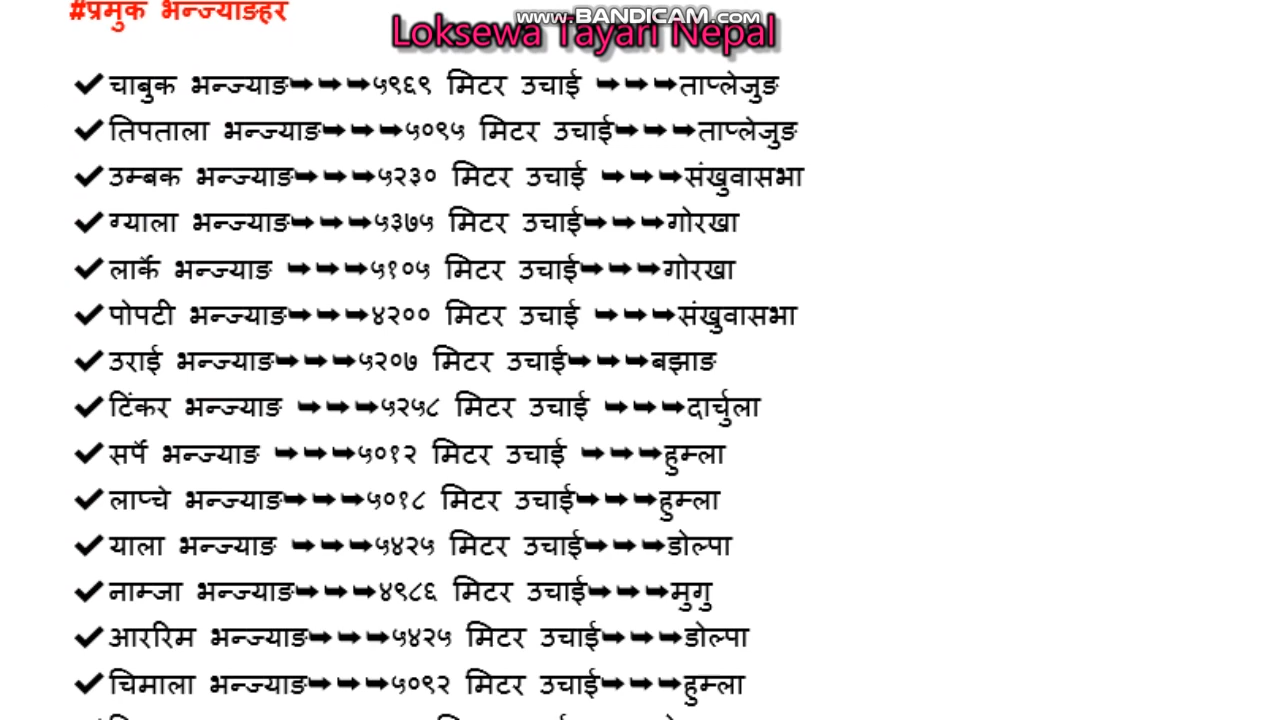 www.BANDICAM.com
#प्रमुक भन्ज्याङहरु
Loksewa Tayari Nepal
✔चाबुक भन्ज्याङ➥➥➥५९६९ मिटर उचाई ➥➥➥ताप्लेजुङ
✔तिपताला भन्ज्याङ➥➥➥५०९५ मिटर उचाई➥➥➥ताप्लेजुङ
✔उम्बक भन्ज्याङ➥➥➥५२३० मिटर उचाई ➥➥➥संखुवासभा
✔ग्याला भन्ज्याङ➥➥➥५३७५ मिटर उचाई➥➥➥गोरखा
✔लार्के भन्ज्याङ ➥➥➥५१०५ मिटर उचाई➥➥➥गोरखा
✔पोपटी भन्ज्याङ➥➥➥४२०० मिटर उचाई ➥➥➥संखुवासभा
✔उराई भन्ज्याङ➥➥➥५२०७ मिटर उचाई➥➥➥बझाङ
✔टिंकर भन्ज्याङ ➥➥➥५२५८ मिटर उचाई ➥➥➥दार्चुला
✔सर्पे भन्ज्याङ ➥➥➥५०१२ मिटर उचाई ➥➥➥हुम्ला
✔लाप्चे भन्ज्याङ➥➥➥५०१८ मिटर उचाई➥➥➥हुम्ला
✔याला भन्ज्याङ ➥➥➥५४२५ मिटर उचाई➥➥➥डोल्पा
✔नाम्जा भन्ज्याङ➥➥➥४९८६ मिटर उचाई➥➥➥मुगु
✔आररिम भन्ज्याङ➥➥➥५४२५ मिटर उचाई➥➥➥डोल्पा
✔चिमाला भन्ज्याङ➥➥➥५०९२ मिटर उचाई➥➥➥हुम्ला